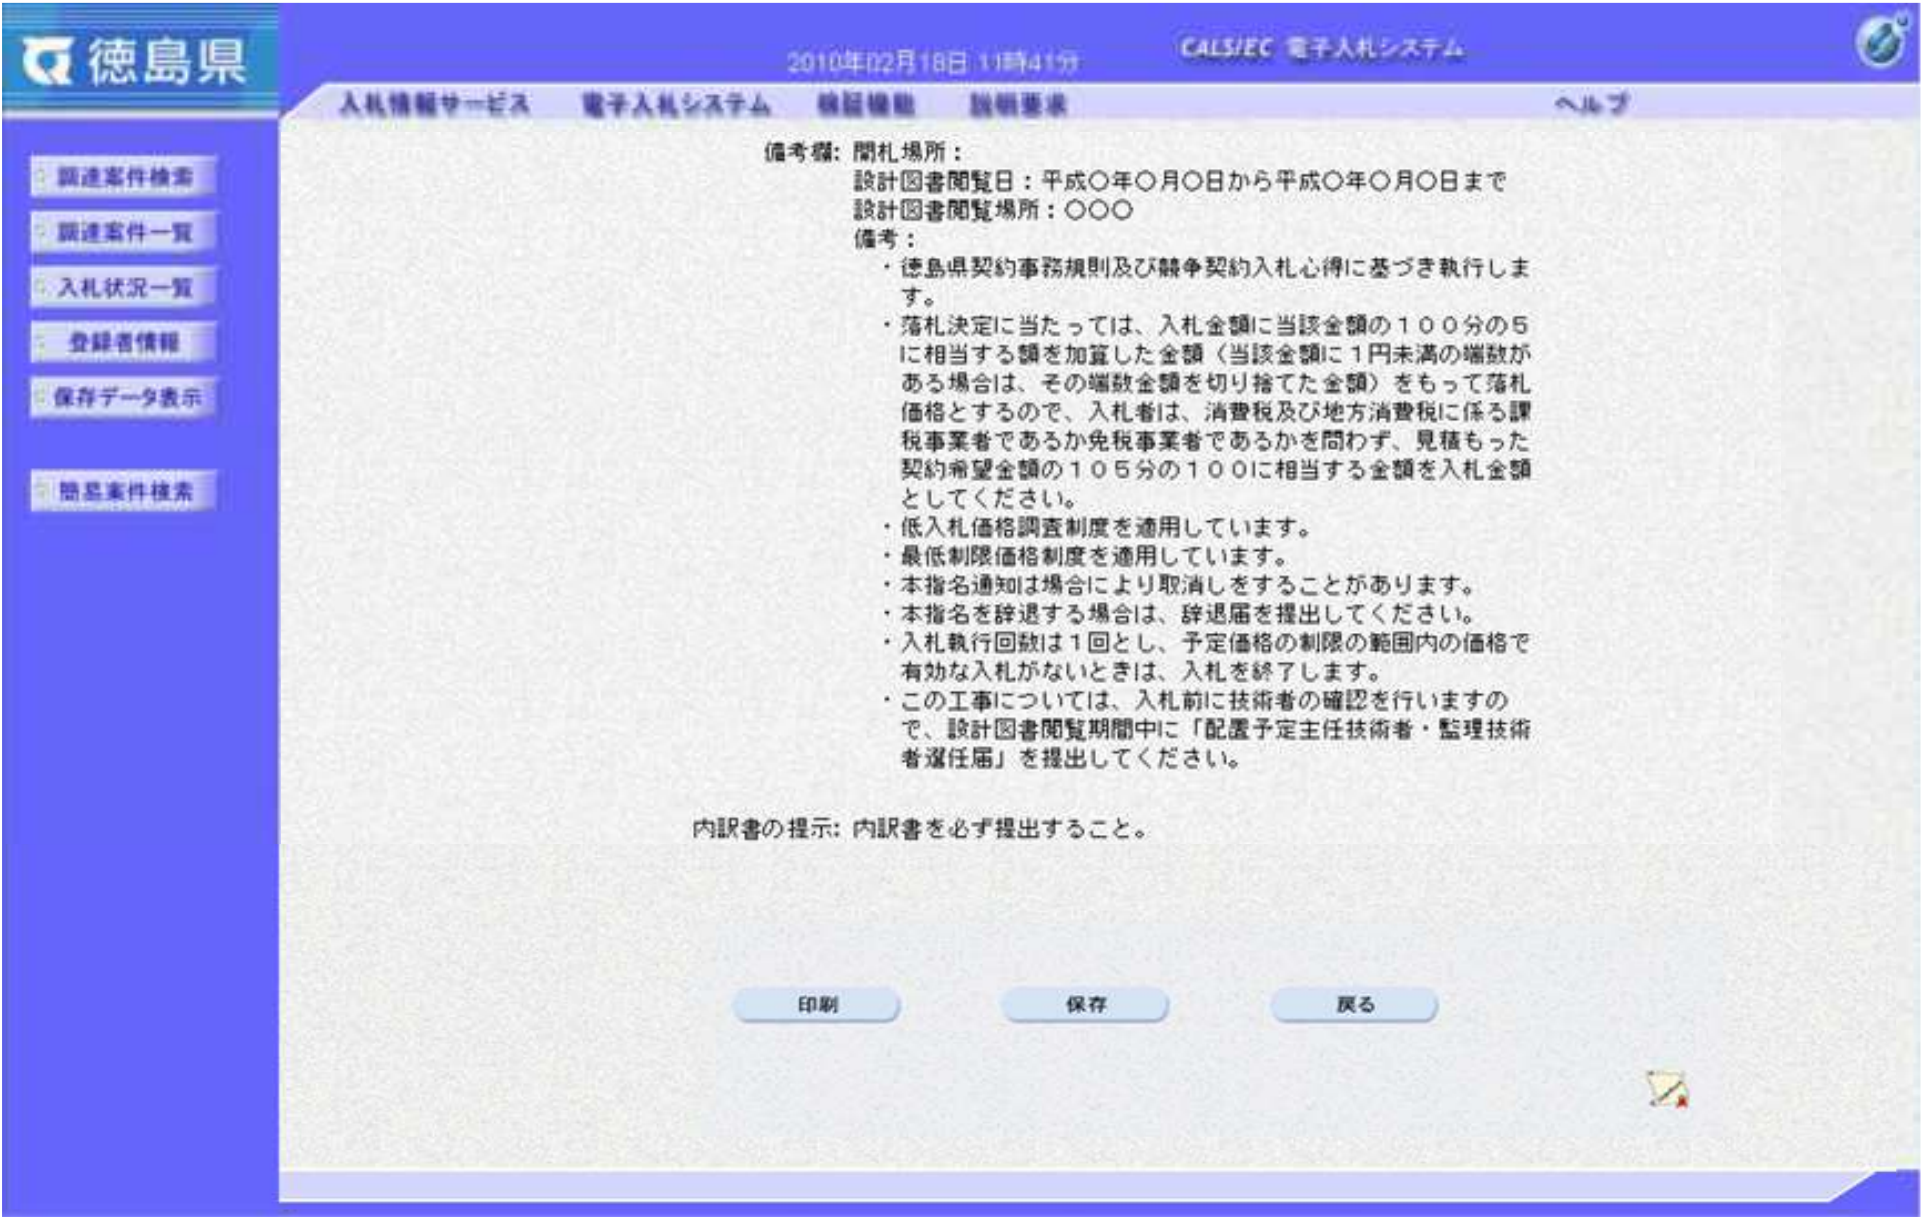 徳島県
2010年02月18日 11時41分
CALS/EC 電子入札システム
入札情報サービス 電子入札システム 検証機能 説明要求 ヘルプ
調達案件検索
調達案件一覧
入札状況一覧
登録者情報
保存データ表示
簡易案件検索
備考欄: 開札場所：
設計図書閲覧日：平成○年○月○日から平成○年○月○日まで
設計図書閲覧場所：○○○
備考：
・徳島県契約事務規則及び競争契約入札心得に基づき執行しま
す。
・落札決定に当たっては、入札金額に当該金額の１００分の５
に相当する額を加算した金額（当該金額に１円未満の端数が
ある場合は、その端数金額を切り捨てた金額）をもって落札
価格とするので、入札者は、消費税及び地方消費税に係る課
税事業者であるか免税事業者であるかを問わず、見積もった
契約希望金額の１０５分の１００に相当する金額を入札金額
としてください。
・低入札価格調査制度を適用しています。
・最低制限価格制度を適用しています。
・本指名通知は場合により取消しをすることがあります。
・本指名を辞退する場合は、辞退届を提出してください。
・入札執行回数は１回とし、予定価格の制限の範囲内の価格で
有効な入札がないときは、入札を終了します。
・この工事については、入札前に技術者の確認を行いますの
で、設計図書閲覧期間中に「配置予定主任技術者・監理技術
者選任届」を提出してください。
内訳書の提示: 内訳書を必ず提出すること。
印刷 保存 戻る